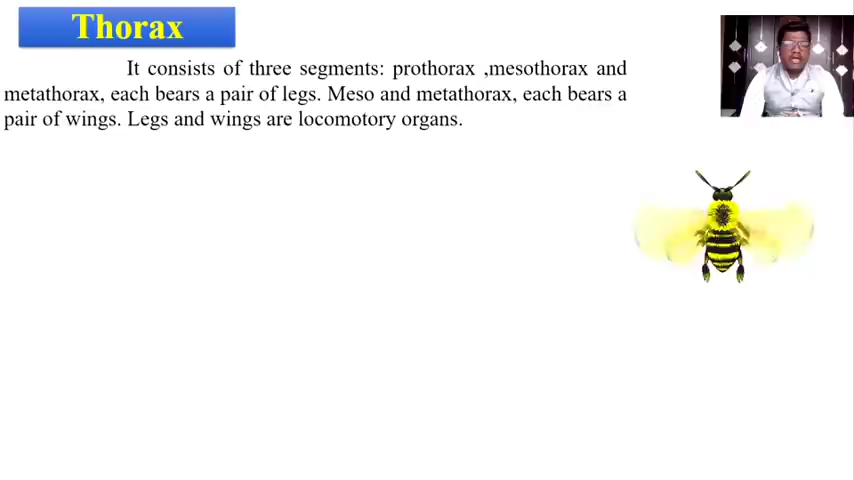 Thorax
It consists of three segments: prothorax ,mesothorax and
metathorax, each bears a pair of legs. Meso and metathorax, each bears a
pair of wings. Legs and wings are locomotory organs.